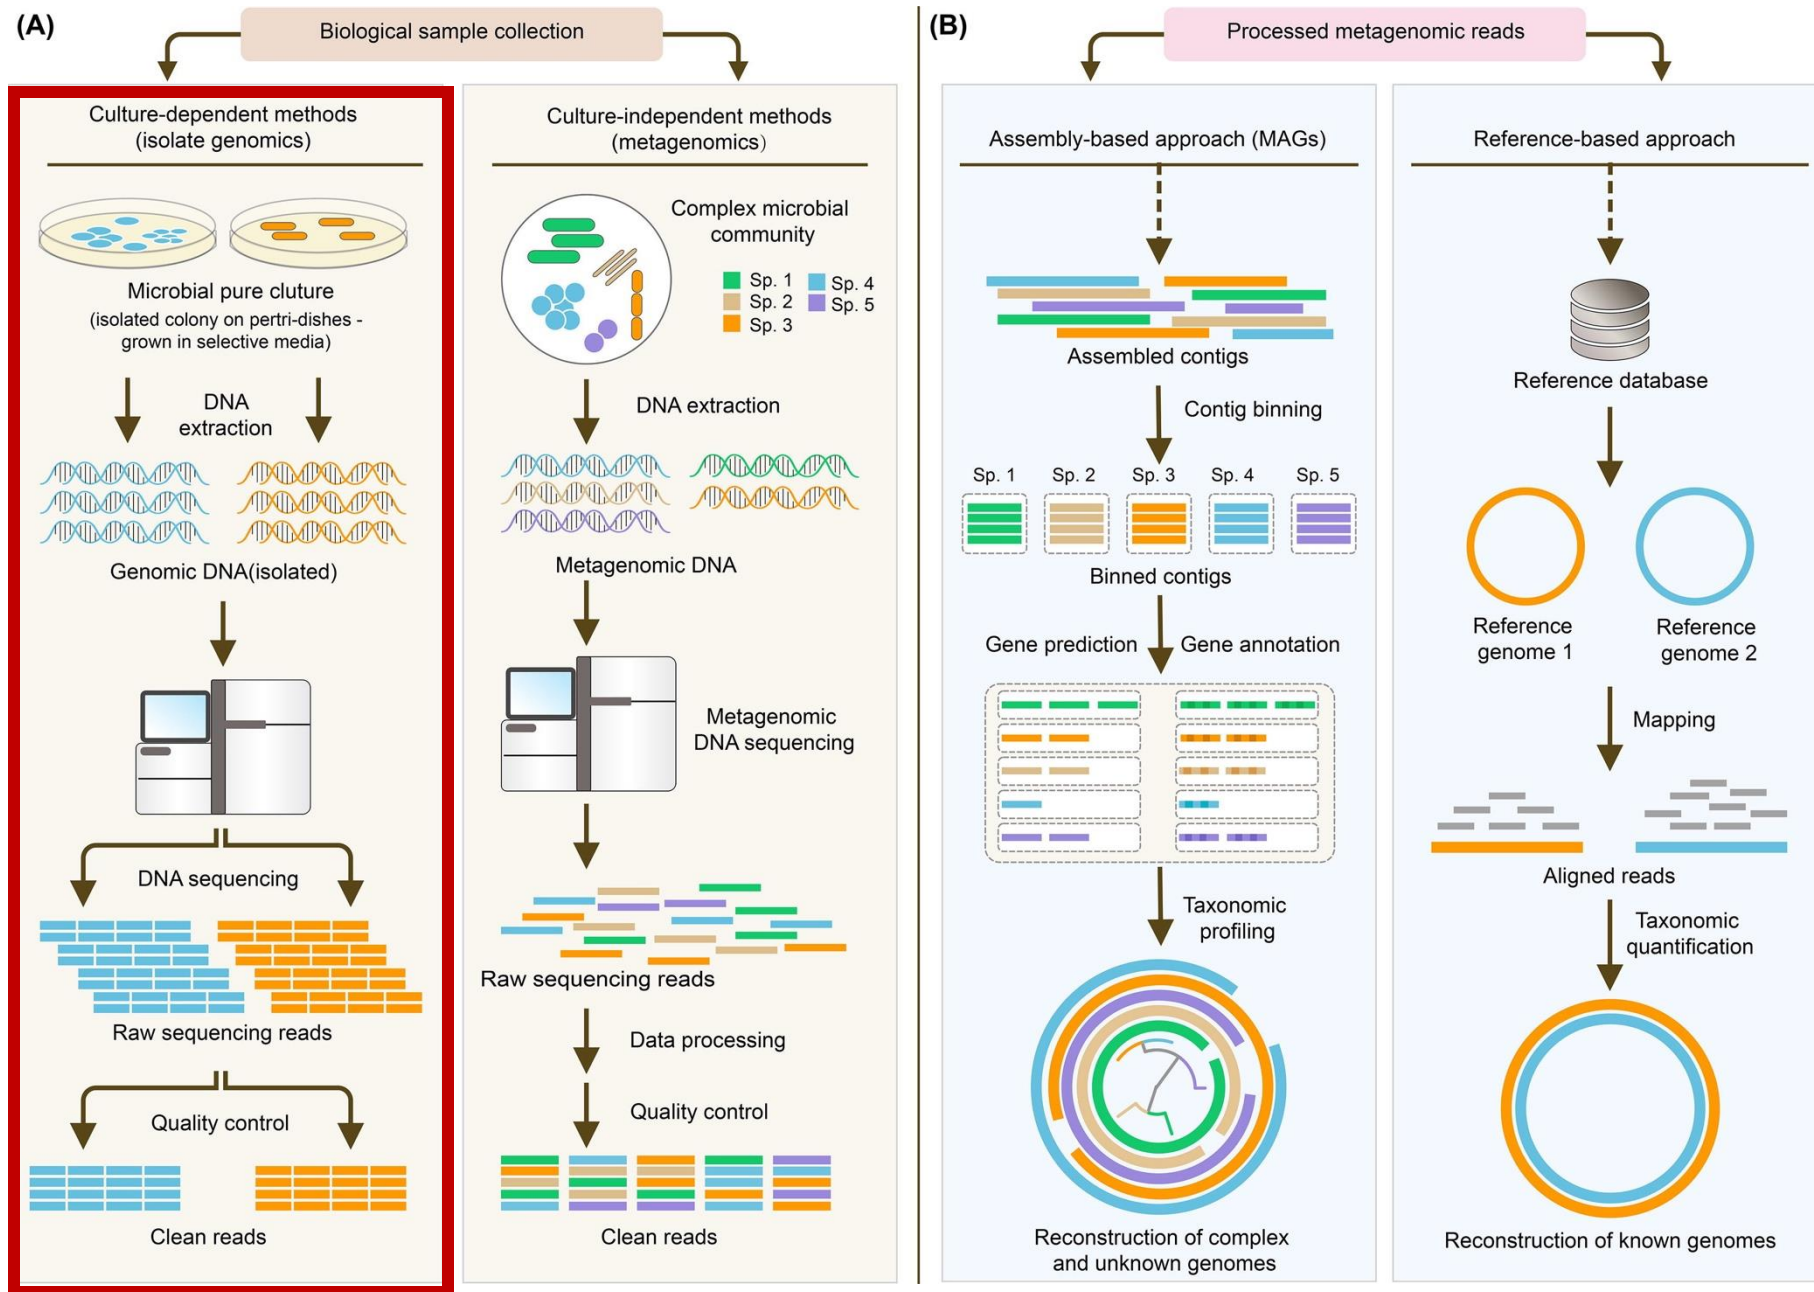 (A)
Biological sample collection
Culture-dependent methods
(isolate genomics)
Microbial pure cluture
(isolated colony on pertri-dishes -
grown in selective media)
DNA
extraction
Genomic DNA(isolated)
DNA sequencing
Raw sequencing reads
Quality control
Clean reads
Culture-independent methods
(metagenomics)
Complex microbial
community
Sp. 1
Sp. 4
Sp. 2
Sp. 5
Sp. 3
DNA extraction
Metagenomic DNA
Metagenomic
DNA sequencing
Raw sequencing reads
Data processing
Quality control
Clean reads
(B)
Processed metagenomic reads
Assembly-based approach (MAGs)
Assembled contigs
Contig binning
Sp. 1 Sp. 2 Sp. 3 Sp. 4 Sp. 5
Binned contigs
Gene prediction
Gene annotation
Taxonomic
profiling
Reconstruction of complex
and unknown genomes
Reference-based approach
Reference database
Reference
genome 1
Reference
genome 2
Mapping
Aligned reads
Taxonomic
quantification
Reconstruction of known genomes